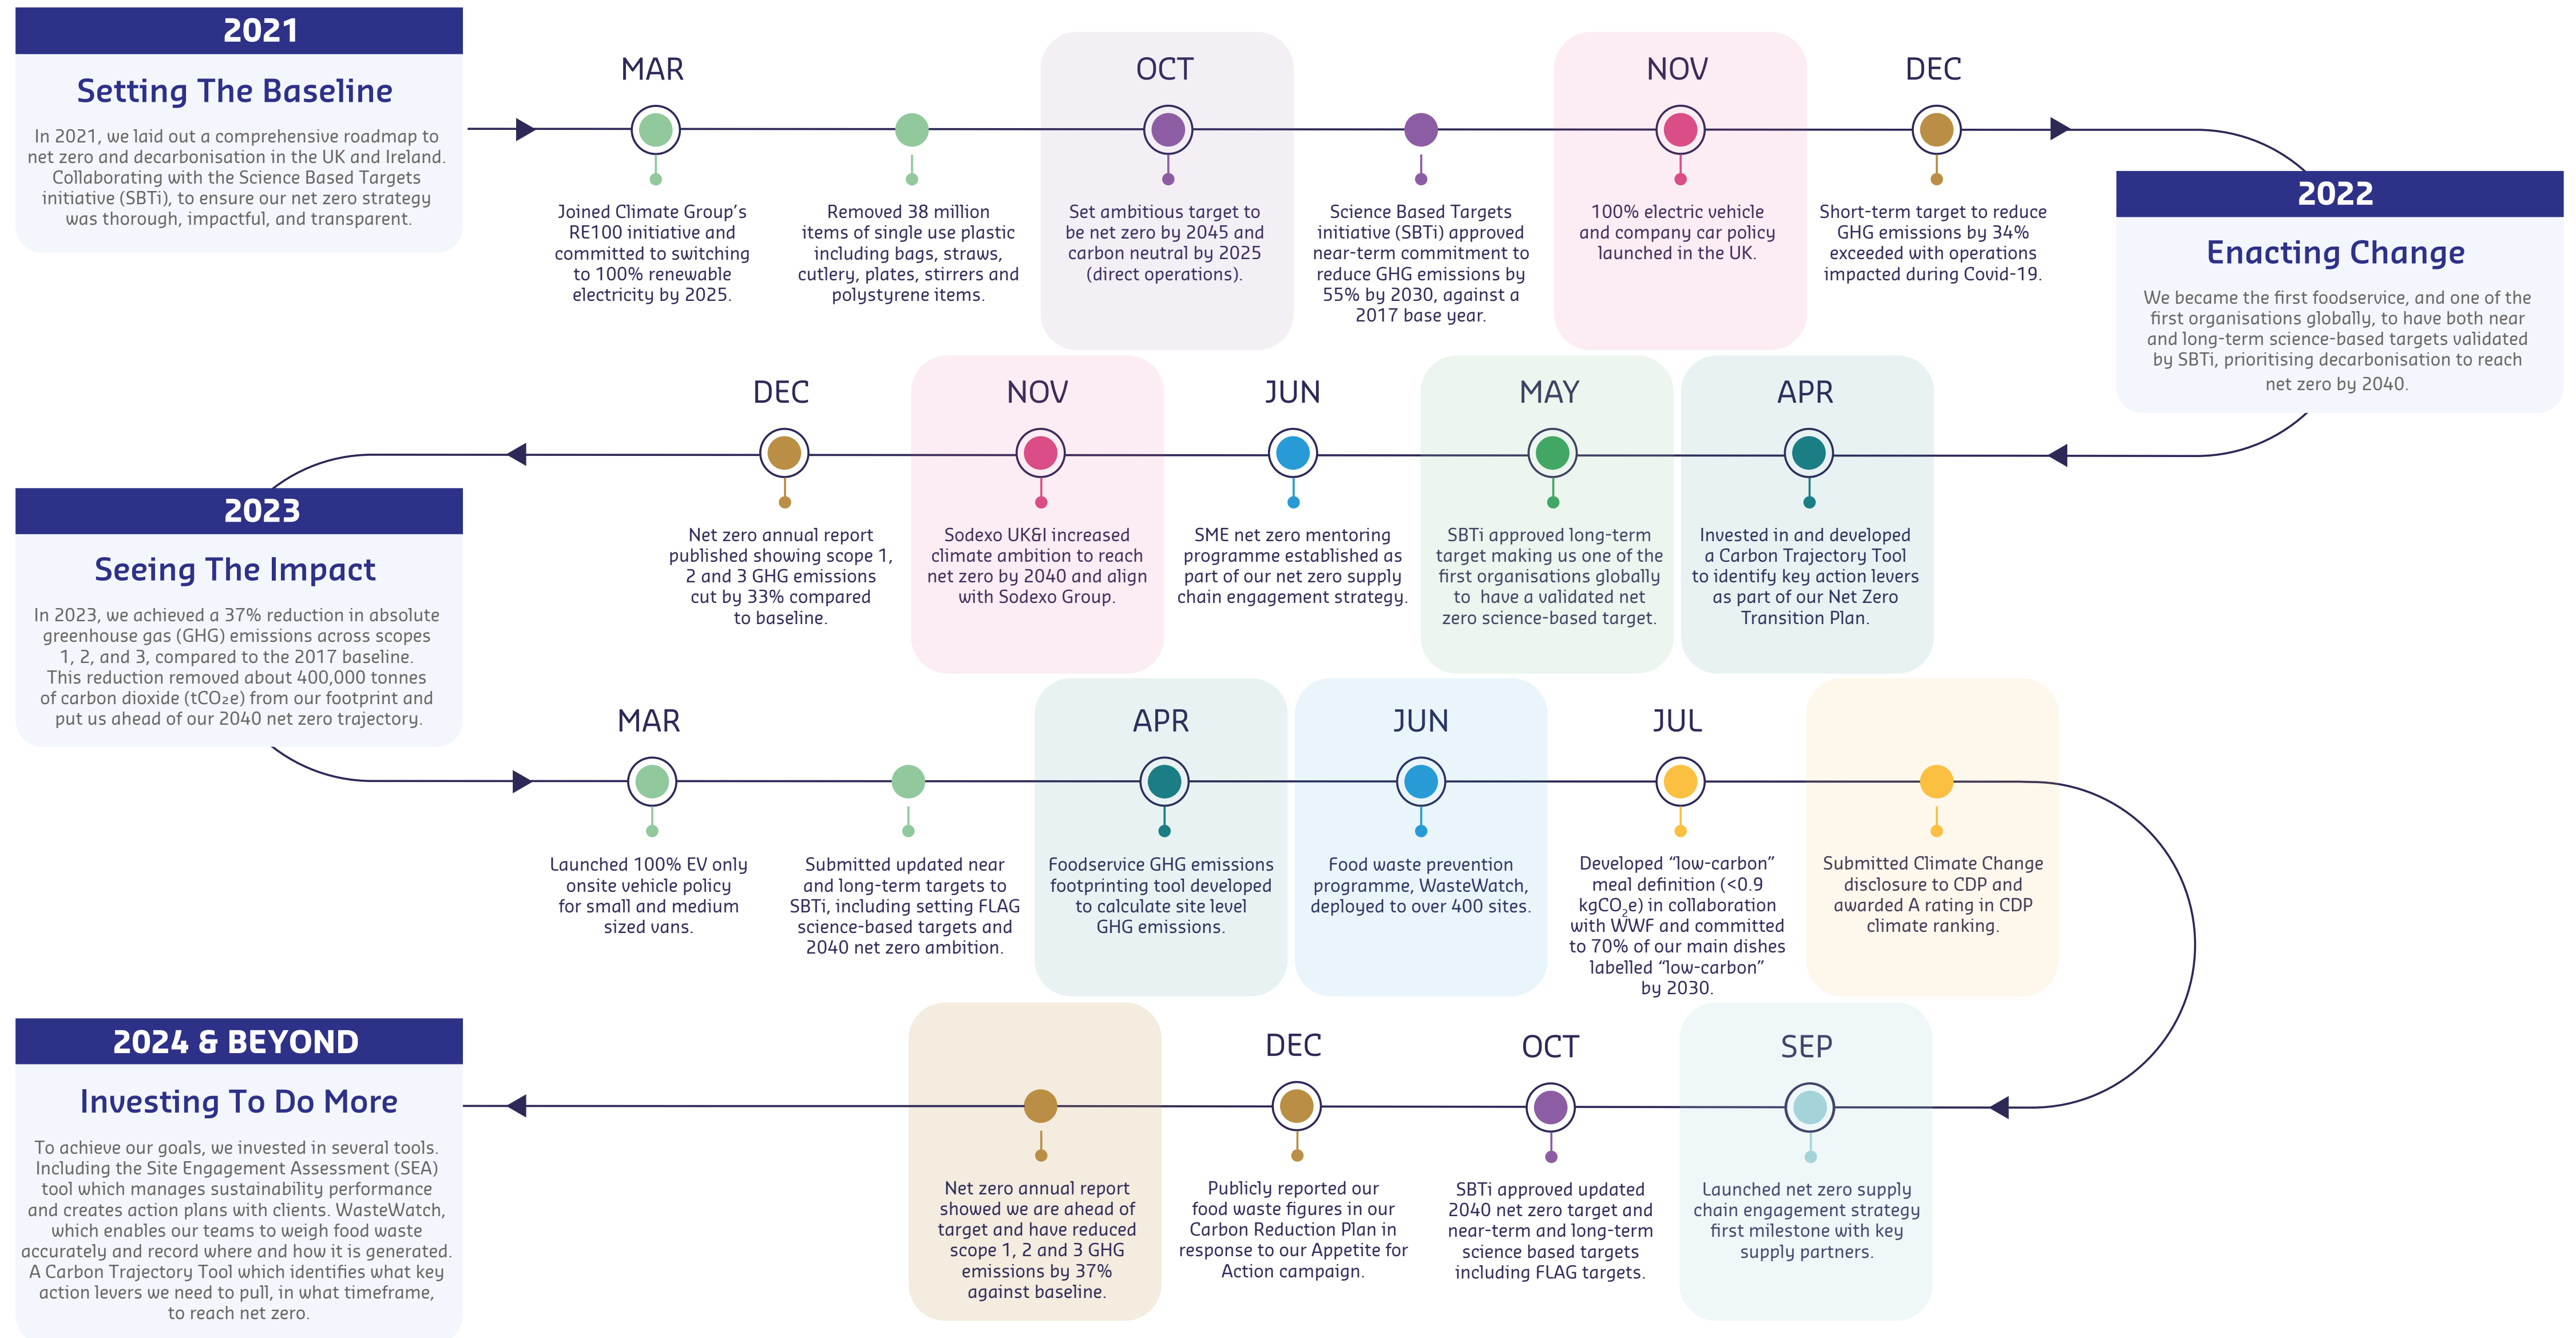 2021
Setting The Baseline
In 2021, we laid out a comprehensive roadmap to
net zero and decarbonisation in the UK and Ireland.
Collaborating with the Science Based Targets
initiative (SBTi), to ensure our net zero strategy
was thorough, impactful, and transparent.
MAR
Joined Climate Group’s
RE100 initiative and
committed to switching
to 100% renewable
electricity by 2025.
Removed 38 million
items of single use plastic
including bags, straws,
cutlery, plates, stirrers and
polystyrene items.
OCT
Set ambitious target to
be net zero by 2045 and
carbon neutral by 2025
(direct operations).
Science Based Targets
initiative (SBTi) approved
near-term commitment to
reduce GHG emissions by
55% by 2030, against a
2017 base year.
NOV
100% electric vehicle
and company car policy
launched in the UK.
DEC
Short-term target to reduce
GHG emissions by 34%
exceeded with operations
impacted during Covid-19.
2022
Enacting Change
We became the first foodservice, and one of the
first organisations globally, to have both near
and long-term science-based targets validated
by SBTi, prioritising decarbonisation to reach
net zero by 2040.
APR
Invested in and developed
a Carbon Trajectory Tool
to identify key action levers
as part of our Net Zero
Transition Plan.
MAY
SBTi approved long-term
target making us one of the
first organisations globally
to have a validated net
zero science-based target.
JUN
SME net zero mentoring
programme established as
part of our net zero supply
chain engagement strategy.
NOV
Sodexo UK&I increased
climate ambition to reach
net zero by 2040 and align
with Sodexo Group.
DEC
Net zero annual report
published showing scope 1,
2 and 3 GHG emissions
cut by 33% compared
to baseline.
2023
Seeing The Impact
In 2023, we achieved a 37% reduction in absolute
greenhouse gas (GHG) emissions across scopes
1, 2, and 3, compared to the 2017 baseline.
This reduction removed about 400,000 tonnes
of carbon dioxide (tCO₂e) from our footprint and
put us ahead of our 2040 net zero trajectory.
MAR
Launched 100% EV only
onsite vehicle policy
for small and medium
sized vans.
Submitted updated near
and long-term targets to
SBTi, including setting FLAG
science-based targets and
2040 net zero ambition.
APR
Foodservice GHG emissions
footprinting tool developed
to calculate site level
GHG emissions.
JUN
Food waste prevention
programme, WasteWatch,
deployed to over 400 sites.
JUL
Developed “low-carbon”
meal definition (<0.9
kgCO₂e) in collaboration
with WWF and committed
to 70% of our main dishes
labelled “low-carbon”
by 2030.
Submitted Climate Change
disclosure to CDP and
awarded A rating in CDP
climate ranking.
SEP
Launched net zero supply
chain engagement strategy
first milestone with key
supply partners.
OCT
SBTi approved updated
2040 net zero target and
near-term and long-term
science based targets
including FLAG targets.
DEC
Publicly reported our
food waste figures in our
Carbon Reduction Plan in
response to our Appetite for
Action campaign.
Net zero annual report
showed we are ahead of
target and have reduced
scope 1, 2 and 3 GHG
emissions by 37%
against baseline.
2024 & BEYOND
Investing To Do More
To achieve our goals, we invested in several tools.
Including the Site Engagement Assessment (SEA)
tool which manages sustainability performance
and creates action plans with clients. WasteWatch,
which enables our teams to weigh food waste
accurately and record where and how it is generated.
A Carbon Trajectory Tool which identifies what key
action levers we need to pull, in what timeframe,
to reach net zero.